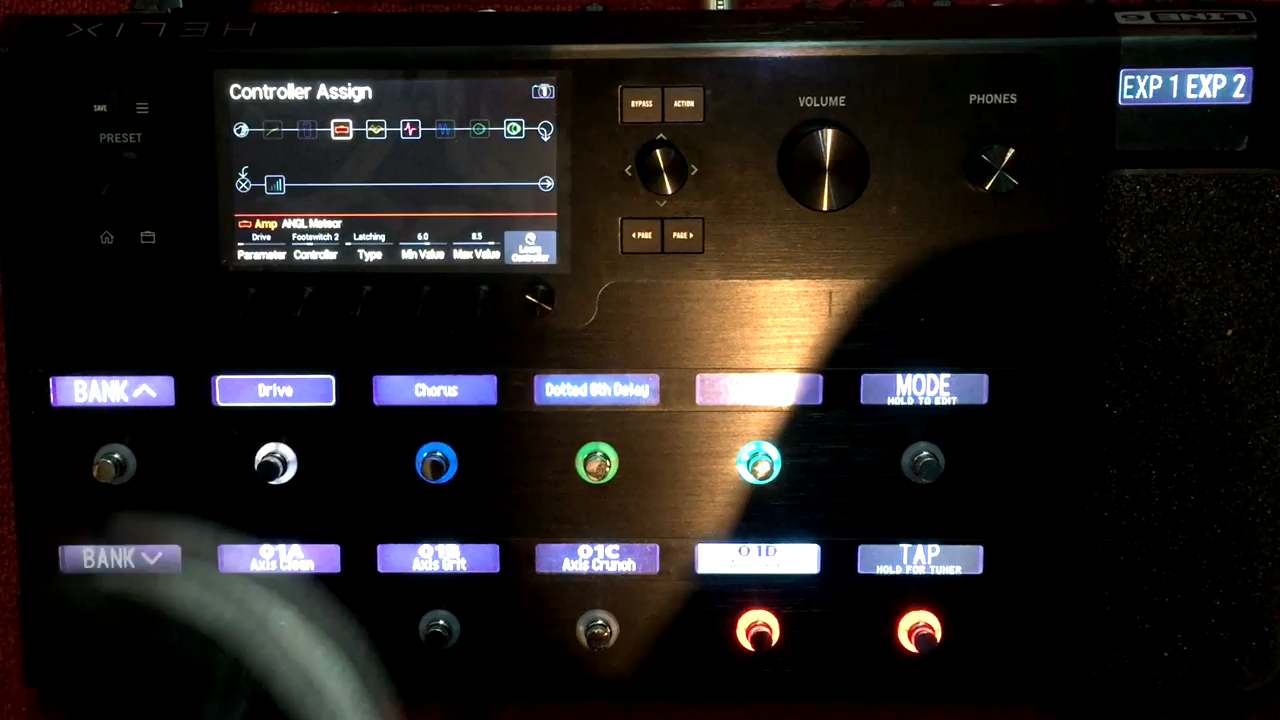 HELIX
LINE 6
SAVE
PRESET
Controller Assign
Amp ANGL Meteor
Drive Footswitch 2 Latching 6.0 8.5
Parameter Controller Type Min Value Max Value Learn Controller
BYPASS ACTION
PAGE PAGE
VOLUME
PHONES
EXP 1 EXP 2
BANK Drive Chorus Dotted 8th Delay MODE
HOLD TO EDIT
BANK 01A 01B 01C 01D TAP
Axis Clean Axis Grit Axis Crunch HOLD FOR TUNER